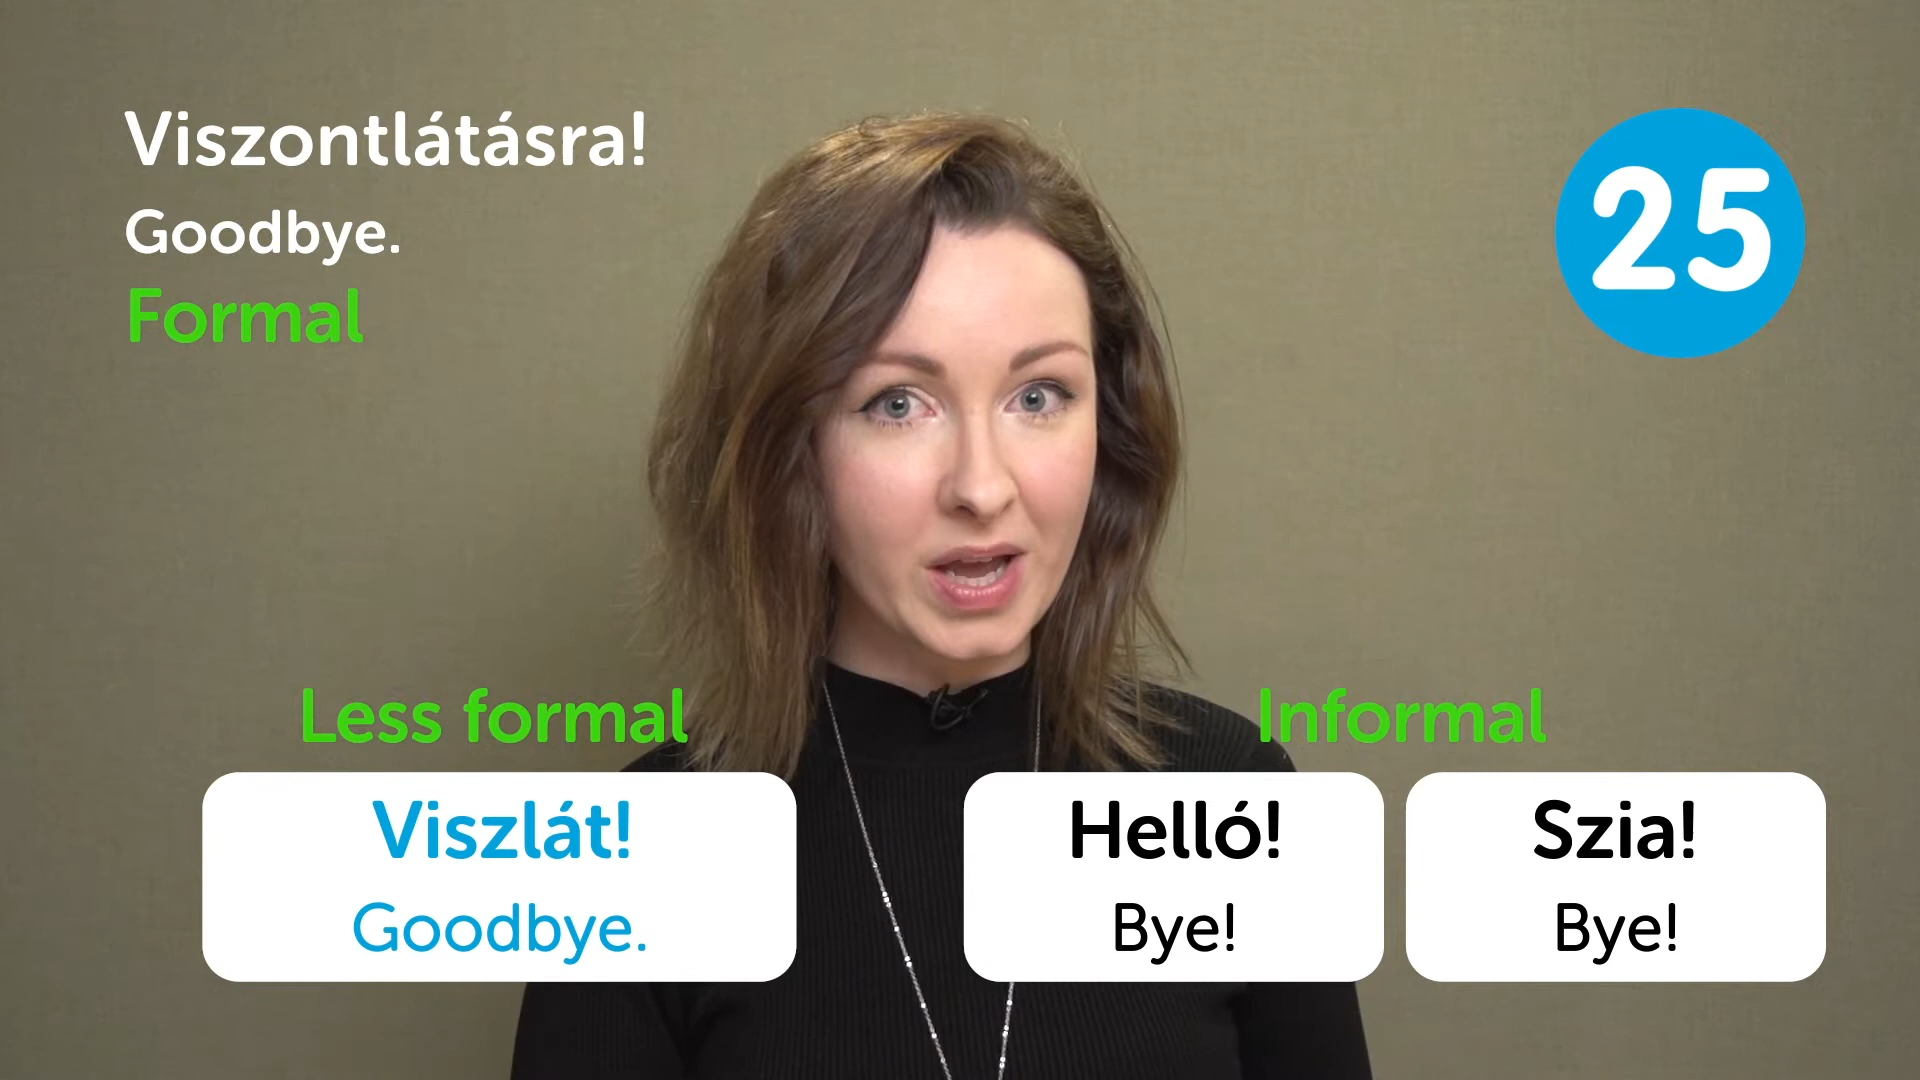 Viszontlátásra!
Goodbye.
Formal
25
Less formal
Viszlát!
Goodbye.
Informal
Helló!
Bye!
Szia!
Bye!